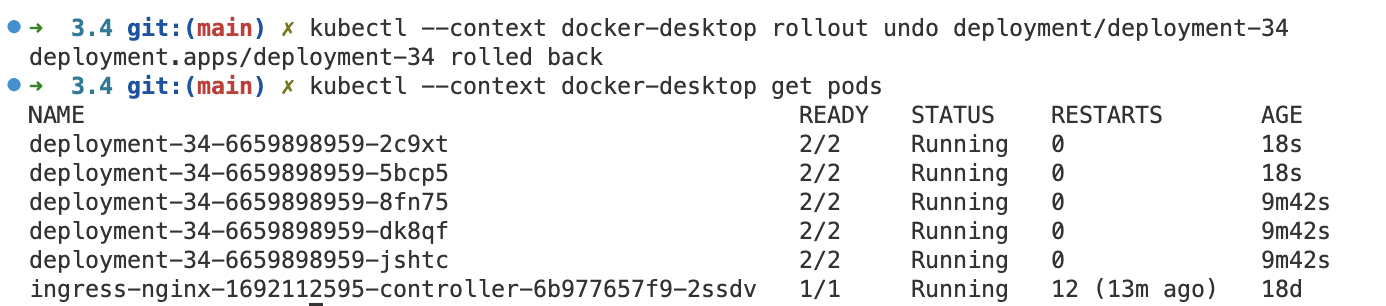 ➜ 3.4 git:(main) ✗ kubectl --context docker-desktop rollout undo deployment/deployment-34
deployment.apps/deployment-34 rolled back
➜ 3.4 git:(main) ✗ kubectl --context docker-desktop get pods
NAME READY STATUS RESTARTS AGE
deployment-34-6659898959-2c9xt 2/2 Running 0 18s
deployment-34-6659898959-5bcp5 2/2 Running 0 18s
deployment-34-6659898959-8fn75 2/2 Running 0 9m42s
deployment-34-6659898959-dk8qf 2/2 Running 0 9m42s
deployment-34-6659898959-jshtc 2/2 Running 0 9m42s
ingress-nginx-1692112595-controller-6b977657f9-2ssdv 1/1 Running 12 (13m ago) 18d